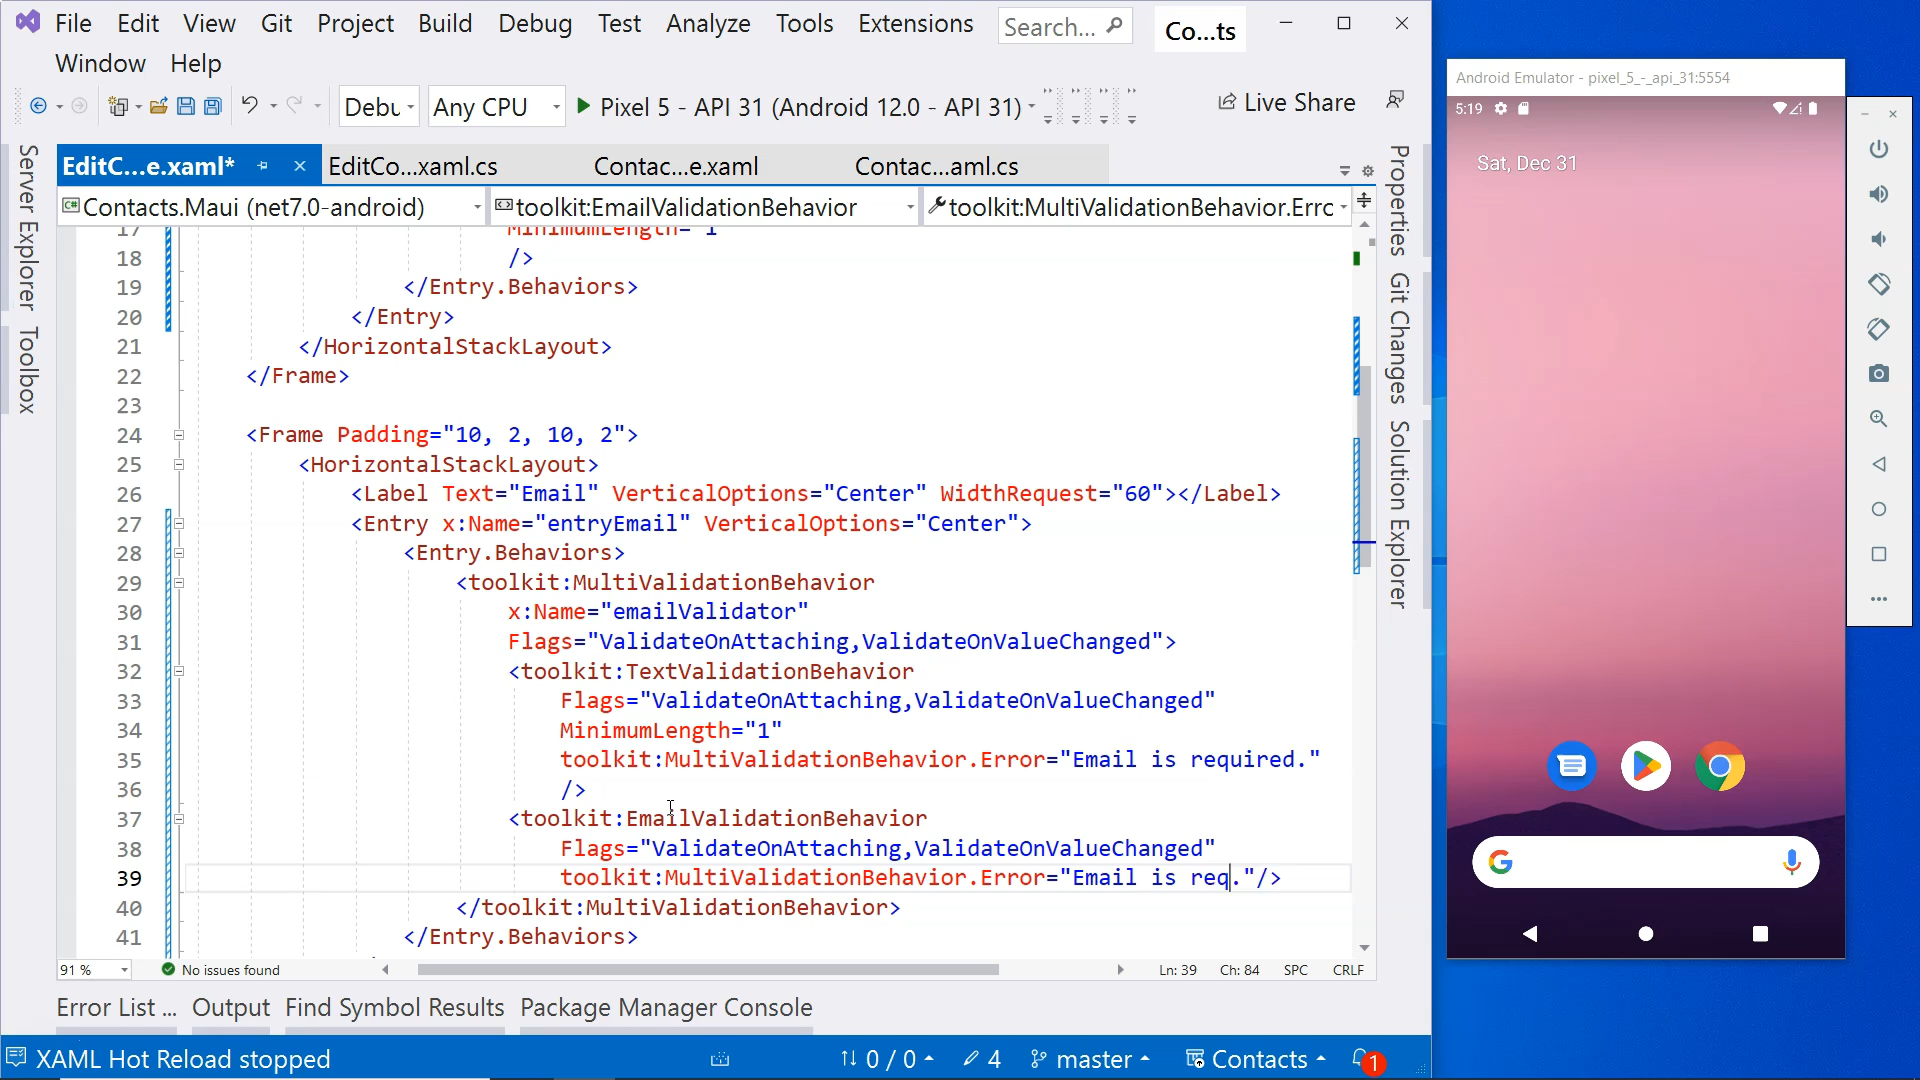 File Edit View Git Project Build Debug Test Analyze Tools Extensions Search... Co...ts
Window Help
Debu Any CPU Pixel 5 - API 31 (Android 12.0 - API 31) Live Share
EditC...e.xaml* EditCo...xaml.cs Contac...e.xaml Contac...aml.cs
Contacts.Maui (net7.0-android) toolkit:EmailValidationBehavior toolkit:MultiValidationBehavior.Errc
Server Explorer
Toolbox
17 MinimumLength="1"
18 />
19 </Entry.Behaviors>
20 </Entry>
21 </HorizontalStackLayout>
22 </Frame>
23
24 <Frame Padding="10, 2, 10, 2">
25 <HorizontalStackLayout>
26 <Label Text="Email" VerticalOptions="Center" WidthRequest="60"></Label>
27 <Entry x:Name="entryEmail" VerticalOptions="Center">
28 <Entry.Behaviors>
29 <toolkit:MultiValidationBehavior
30 x:Name="emailValidator"
31 Flags="ValidateOnAttaching,ValidateOnValueChanged">
32 <toolkit:TextValidationBehavior
33 Flags="ValidateOnAttaching,ValidateOnValueChanged"
34 MinimumLength="1"
35 toolkit:MultiValidationBehavior.Error="Email is required."
36 />
37 <toolkit:EmailValidationBehavior
38 Flags="ValidateOnAttaching,ValidateOnValueChanged"
39 toolkit:MultiValidationBehavior.Error="Email is req."/>
40 </toolkit:MultiValidationBehavior>
41 </Entry.Behaviors>
Properties
Git Changes
Solution Explorer
91 % No issues found Ln: 39 Ch: 84 SPC CRLF
Error List ... Output Find Symbol Results Package Manager Console
XAML Hot Reload stopped 0 / 0 4 master Contacts 1
Android Emulator - pixel_5_-_api_31:5554
5:19
Sat, Dec 31